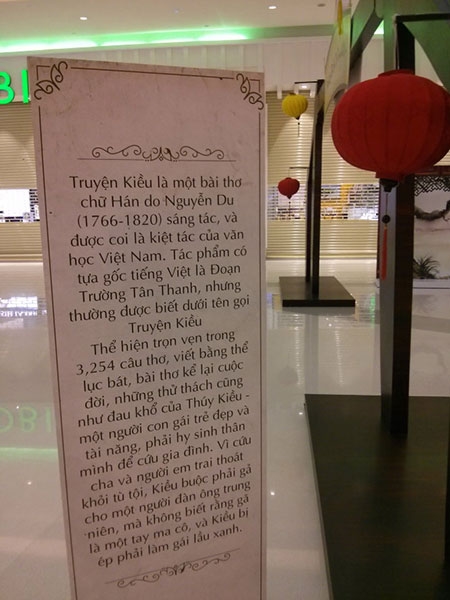 BI
Truyện Kiều là một bài thơ
chữ Hán do Nguyễn Du
(1766-1820) sáng tác, và
được coi là kiệt tác của văn
học Việt Nam. Tác phẩm có
tựa gốc tiếng Việt là Đoạn
Trường Tân Thanh, nhưng
thường được biết dưới tên gọi
Truyện Kiều
Thể hiện trọn vẹn trong
3,254 câu thơ, viết bằng thể
lục bát, bài thơ kể lại cuộc
đời, những thử thách cũng
như đau khổ của Thúy Kiều -
một người con gái trẻ đẹp và
tài năng, phải hy sinh thân
mình để cứu gia đình. Vì cứu
cha và người em trai thoát
khỏi tù tội, Kiều buộc phải gả
cho một người đàn ông trung
niên, mà không biết rằng gã
là một tay ma cô, và Kiều bị
ép phải làm gái lầu xanh.